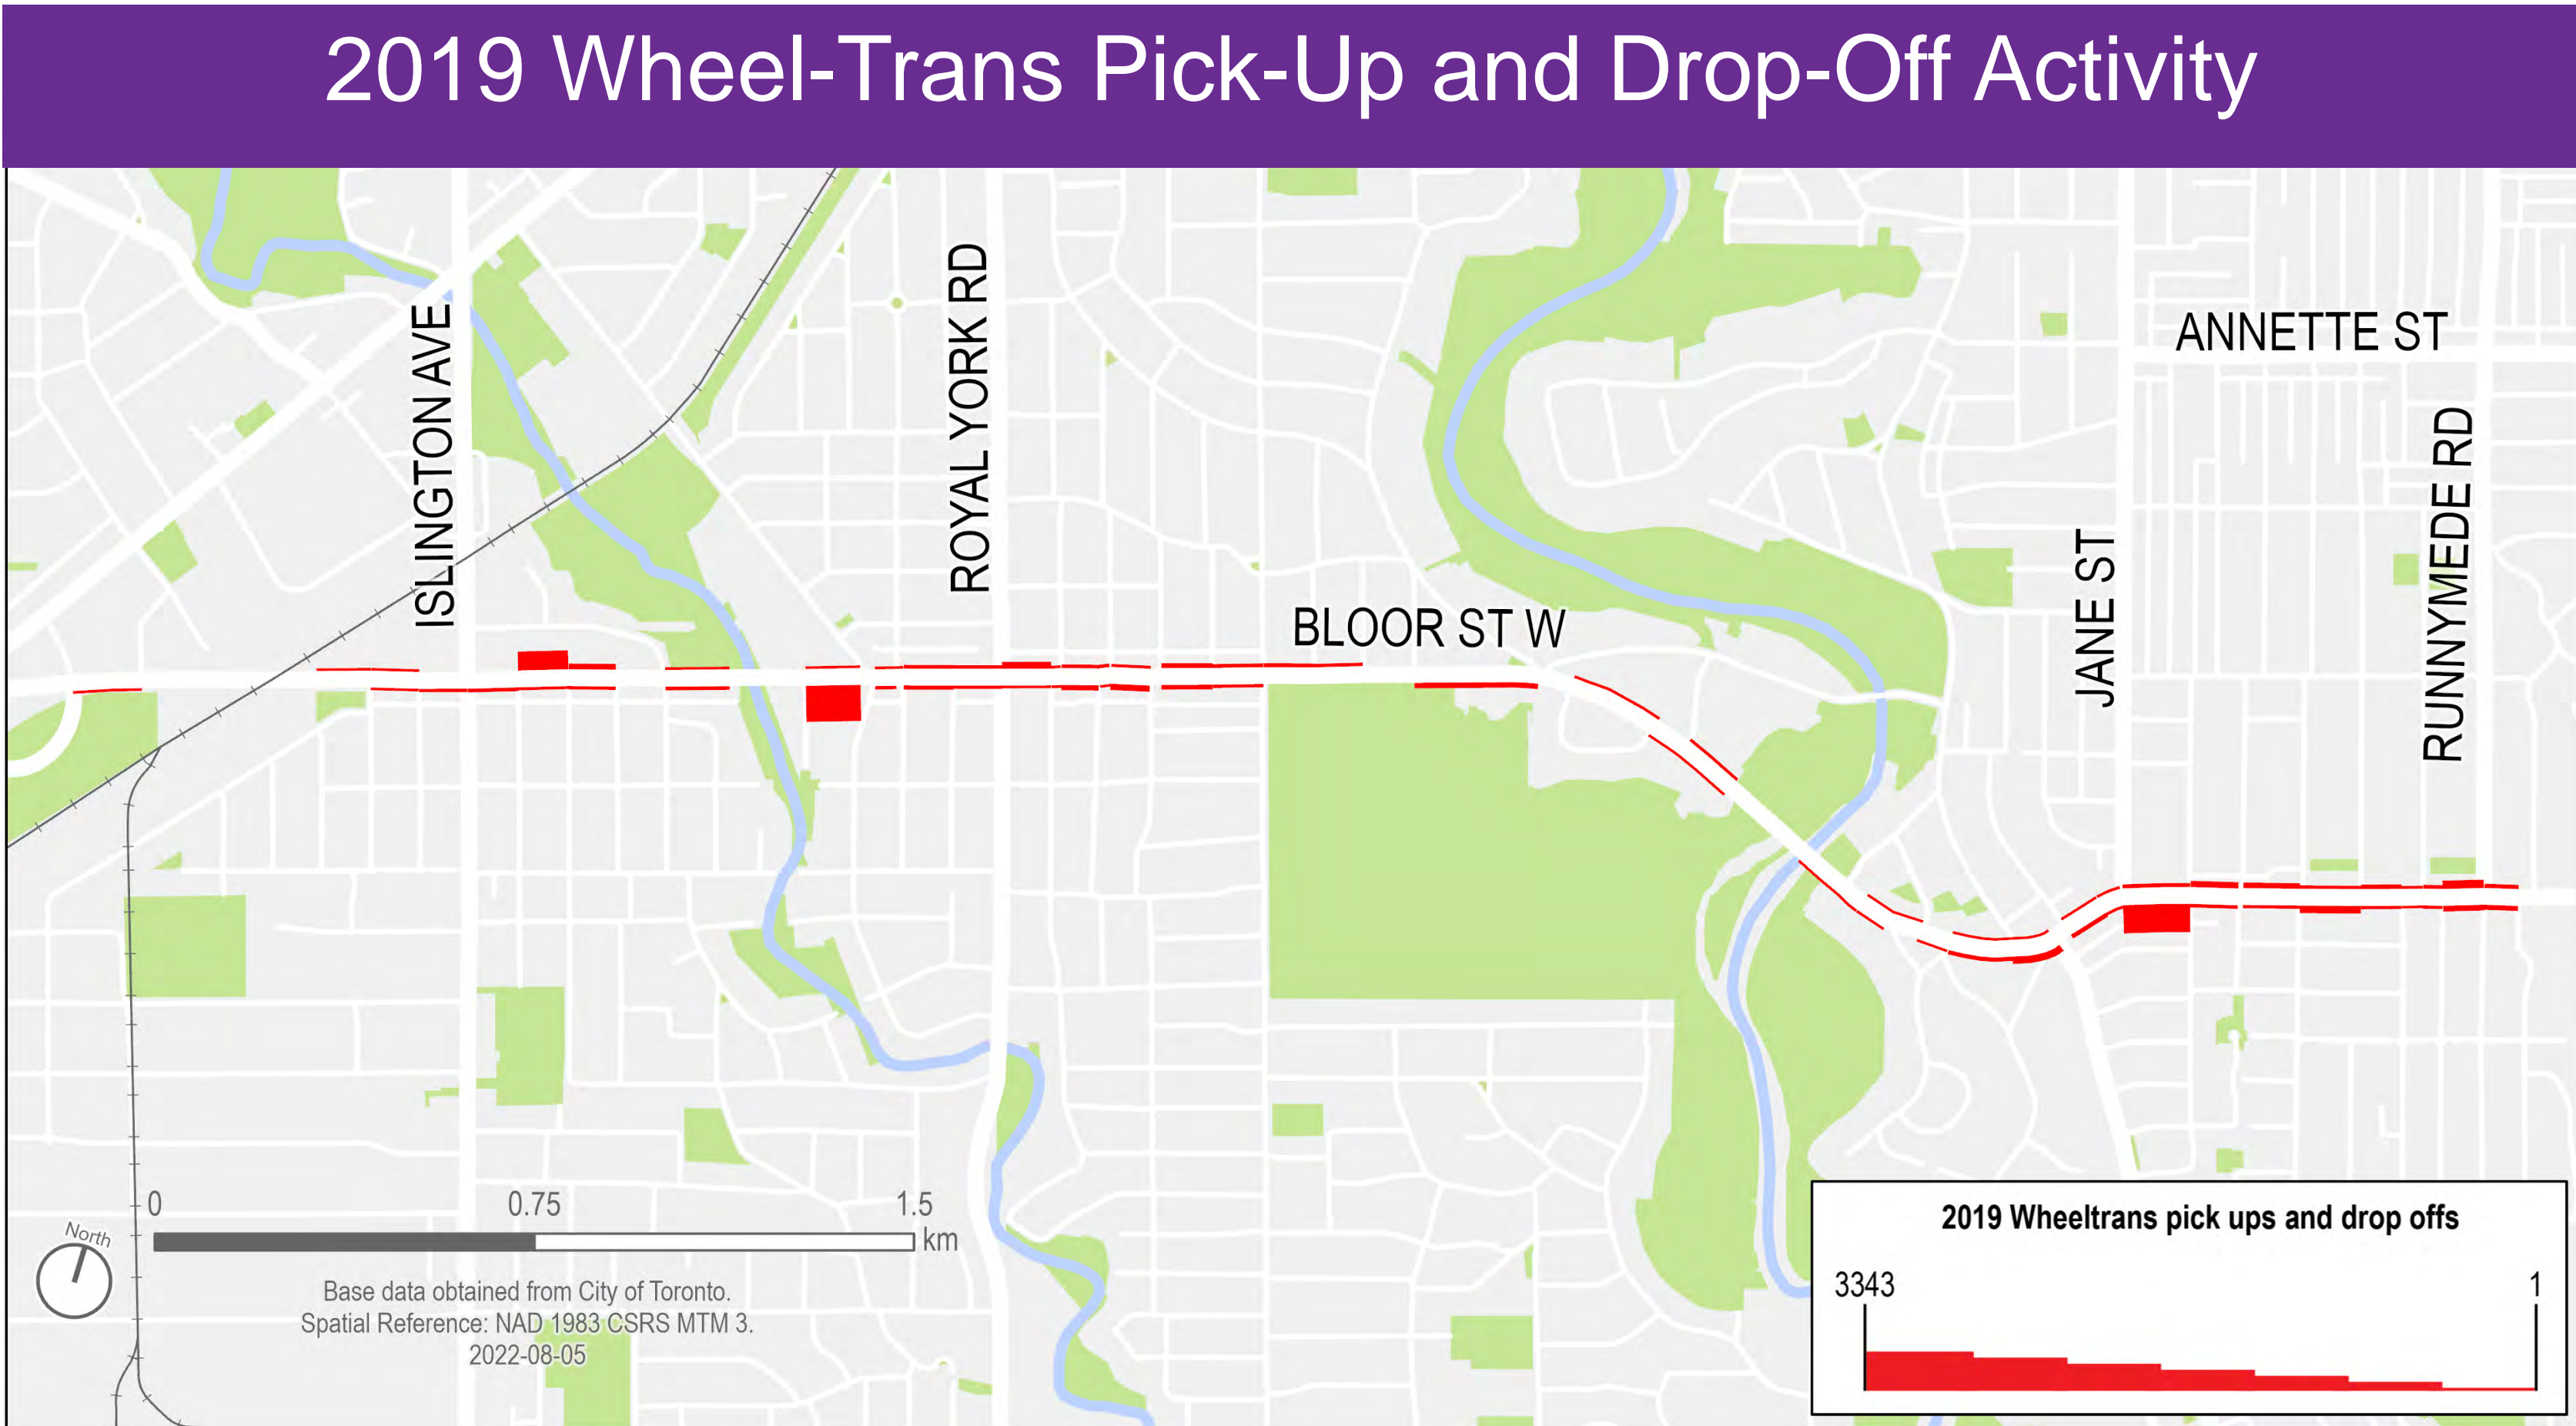 2019 Wheel-Trans Pick-Up and Drop-Off Activity
ISLINGTON AVE
ROYAL YORK RD
BLOOR ST W
JANE ST
ANNETTE ST
RUNNYMEDE RD
0 0.75 1.5
km
North
Base data obtained from City of Toronto.
Spatial Reference: NAD 1983 CSRS MTM 3.
2022-08-05
2019 Wheeltrans pick ups and drop offs
3343 1